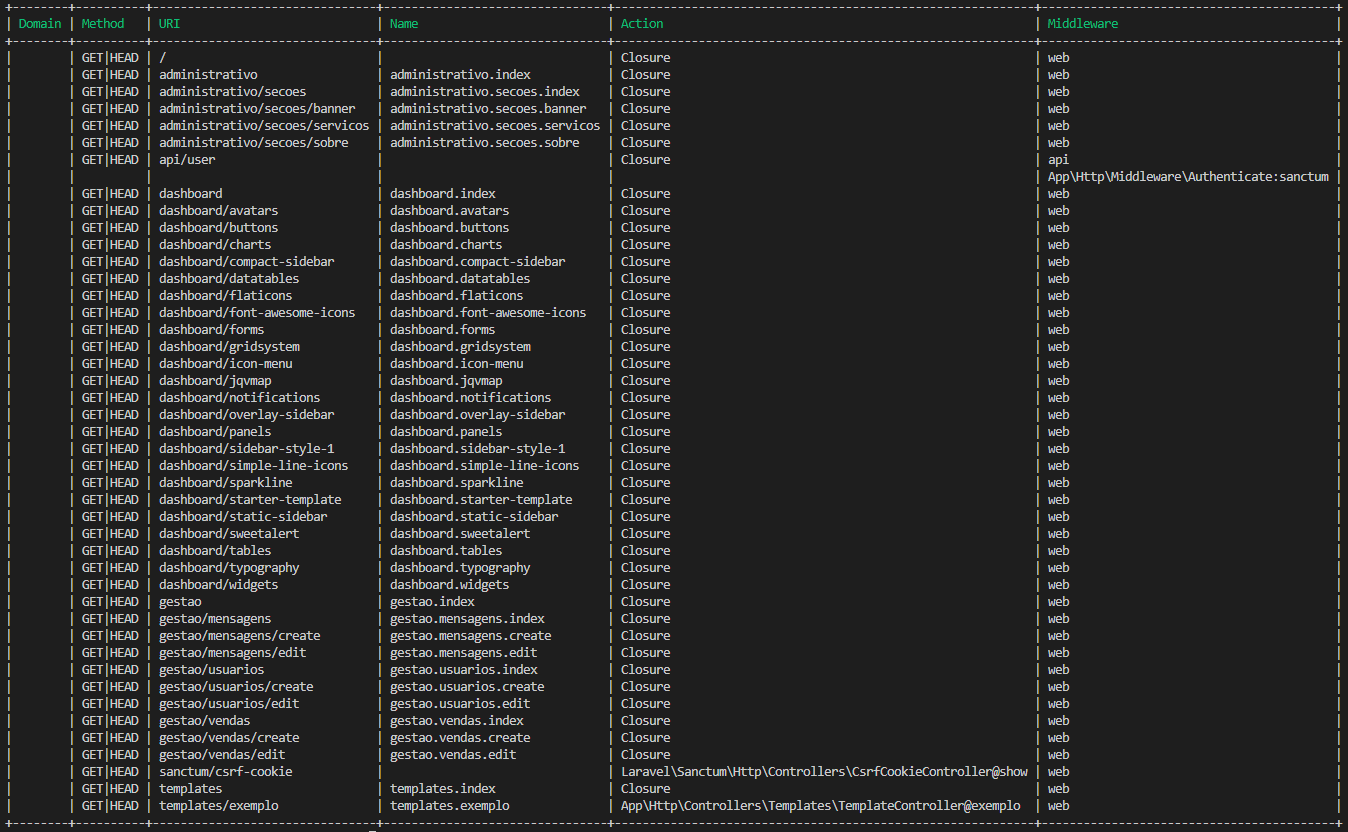 +--------+----------+--------------------------------+--------------------------------+------------------------------------------------------------+------------------------------------------+
| Domain | Method | URI | Name | Action | Middleware |
+--------+----------+--------------------------------+--------------------------------+------------------------------------------------------------+------------------------------------------+
| | GET|HEAD | / | | Closure | web |
| | GET|HEAD | administrativo | administrativo.index | Closure | web |
| | GET|HEAD | administrativo/secoes | administrativo.secoes.index | Closure | web |
| | GET|HEAD | administrativo/secoes/banner | administrativo.secoes.banner | Closure | web |
| | GET|HEAD | administrativo/secoes/servicos | administrativo.secoes.servicos | Closure | web |
| | GET|HEAD | administrativo/secoes/sobre | administrativo.secoes.sobre | Closure | web |
| | GET|HEAD | api/user | | Closure | api |
| | | | | | App\Http\Middleware\Authenticate:sanctum |
| | GET|HEAD | dashboard | dashboard.index | Closure | web |
| | GET|HEAD | dashboard/avatars | dashboard.avatars | Closure | web |
| | GET|HEAD | dashboard/buttons | dashboard.buttons | Closure | web |
| | GET|HEAD | dashboard/charts | dashboard.charts | Closure | web |
| | GET|HEAD | dashboard/compact-sidebar | dashboard.compact-sidebar | Closure | web |
| | GET|HEAD | dashboard/datatables | dashboard.datatables | Closure | web |
| | GET|HEAD | dashboard/flaticons | dashboard.flaticons | Closure | web |
| | GET|HEAD | dashboard/font-awesome-icons | dashboard.font-awesome-icons | Closure | web |
| | GET|HEAD | dashboard/forms | dashboard.forms | Closure | web |
| | GET|HEAD | dashboard/gridsystem | dashboard.gridsystem | Closure | web |
| | GET|HEAD | dashboard/icon-menu | dashboard.icon-menu | Closure | web |
| | GET|HEAD | dashboard/jqvmap | dashboard.jqvmap | Closure | web |
| | GET|HEAD | dashboard/notifications | dashboard.notifications | Closure | web |
| | GET|HEAD | dashboard/overlay-sidebar | dashboard.overlay-sidebar | Closure | web |
| | GET|HEAD | dashboard/panels | dashboard.panels | Closure | web |
| | GET|HEAD | dashboard/sidebar-style-1 | dashboard.sidebar-style-1 | Closure | web |
| | GET|HEAD | dashboard/simple-line-icons | dashboard.simple-line-icons | Closure | web |
| | GET|HEAD | dashboard/sparkline | dashboard.sparkline | Closure | web |
| | GET|HEAD | dashboard/starter-template | dashboard.starter-template | Closure | web |
| | GET|HEAD | dashboard/static-sidebar | dashboard.static-sidebar | Closure | web |
| | GET|HEAD | dashboard/sweetalert | dashboard.sweetalert | Closure | web |
| | GET|HEAD | dashboard/tables | dashboard.tables | Closure | web |
| | GET|HEAD | dashboard/typography | dashboard.typography | Closure | web |
| | GET|HEAD | dashboard/widgets | dashboard.widgets | Closure | web |
| | GET|HEAD | gestao | gestao.index | Closure | web |
| | GET|HEAD | gestao/mensagens | gestao.mensagens.index | Closure | web |
| | GET|HEAD | gestao/mensagens/create | gestao.mensagens.create | Closure | web |
| | GET|HEAD | gestao/mensagens/edit | gestao.mensagens.edit | Closure | web |
| | GET|HEAD | gestao/usuarios | gestao.usuarios.index | Closure | web |
| | GET|HEAD | gestao/usuarios/create | gestao.usuarios.create | Closure | web |
| | GET|HEAD | gestao/usuarios/edit | gestao.usuarios.edit | Closure | web |
| | GET|HEAD | gestao/vendas | gestao.vendas.index | Closure | web |
| | GET|HEAD | gestao/vendas/create | gestao.vendas.create | Closure | web |
| | GET|HEAD | gestao/vendas/edit | gestao.vendas.edit | Closure | web |
| | GET|HEAD | sanctum/csrf-cookie | | Laravel\Sanctum\Http\Controllers\CsrfCookieController@show | web |
| | GET|HEAD | templates | templates.index | Closure | web |
| | GET|HEAD | templates/exemplo | templates.exemplo | App\Http\Controllers\Templates\TemplateController@exemplo | web |
+--------+----------+--------------------------------+--------------------------------+------------------------------------------------------------+------------------------------------------+